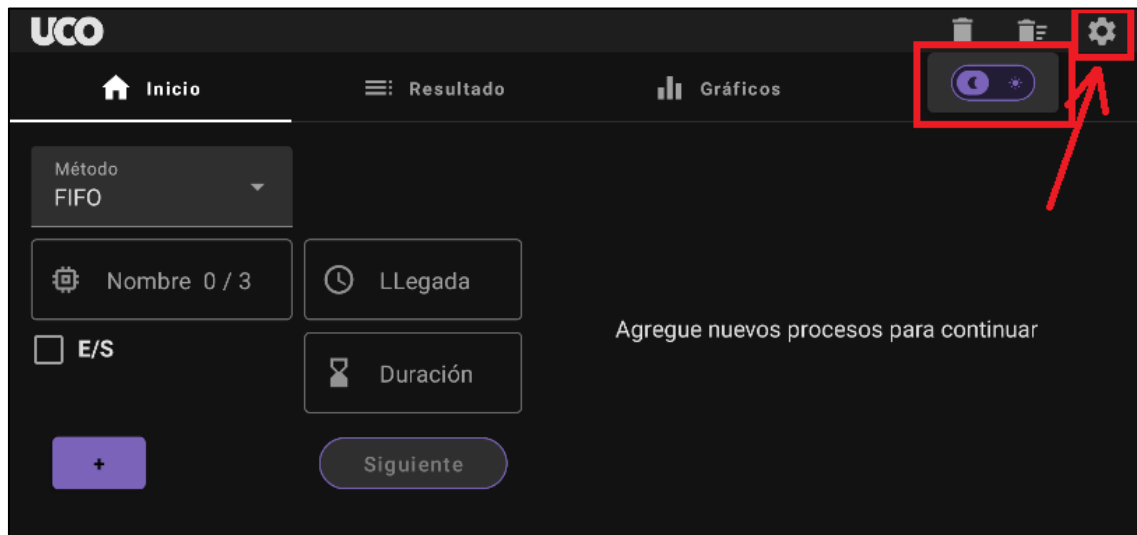 UCO
Inicio
Resultado
Gráficos
Método
FIFO
Nombre 0 / 3
LLegada
E/S
Duración
Agregue nuevos procesos para continuar
+
Siguiente